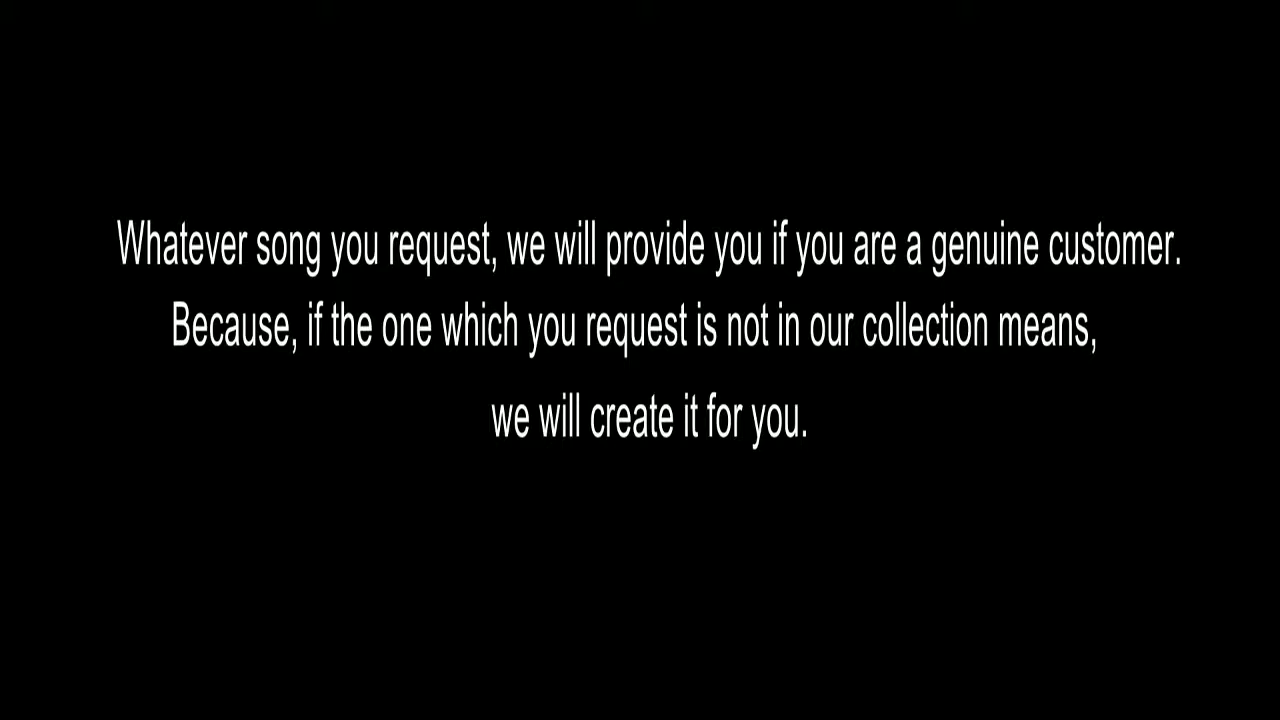 Whatever song you request, we will provide you if you are a genuine customer.
Because, if the one which you request is not in our collection means,
we will create it for you.